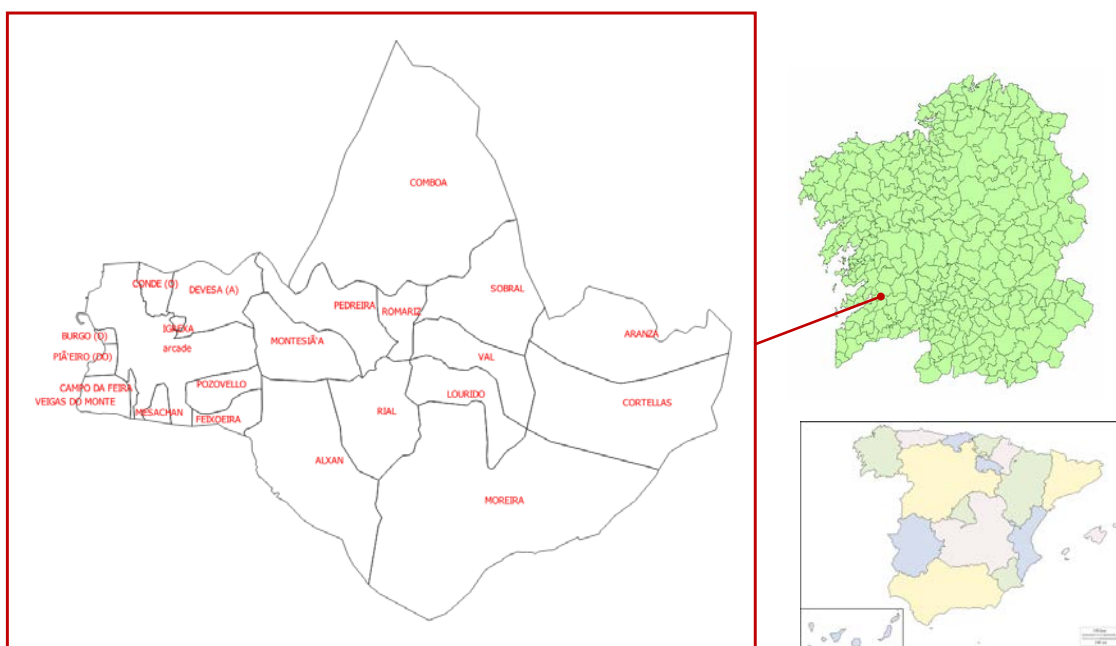 COMBOA
CONDE (O)
DEVESA (A)
SOBRAL
PEDREIRA
ROMARIZ
IGREXA
BURGO (O)
ARANZA
arcade
MONTESIÃ'A
PIÃ'EIRO (DO)
VAL
CAMPO DA FEIRA
POZOVELLO
LOURIDO
VEIGAS DO MONTE
CORTELLAS
MESACHAN
RIAL
FEIXOEIRA
ALXAN
MOREIRA